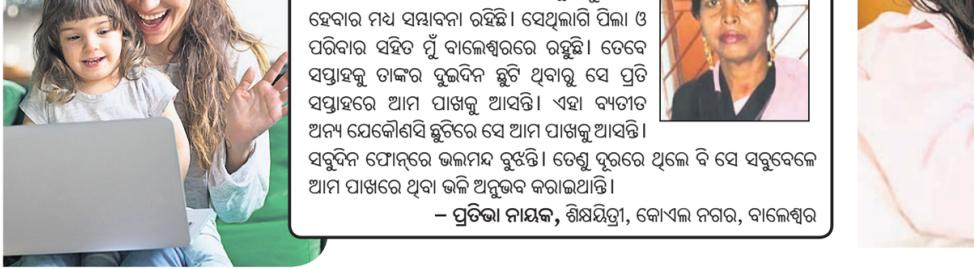 ହେବାର ମଧ୍ୟ ସମ୍ଭାବନା ରହିଛି। ସେଥିଲାଗି ପିଲା ଓ
ପରିବାର ସହିତ ମୁଁ ବାଲେଶ୍ୱରରେ ରହୁଛି। ତେବେ
ସପ୍ତାହକୁ ତାଙ୍କର ଦୁଇଦିନ ଛୁଟି ଥିବାରୁ ସେ ପ୍ରତି
ସପ୍ତାହରେ ଆମ ପାଖକୁ ଆସନ୍ତି। ଏହା ବ୍ୟତୀତ
ଅନ୍ୟ ଯେକୌଣସି ଛୁଟିରେ ସେ ଆମ ପାଖକୁ ଆସନ୍ତି।
ସବୁଦିନ ଫୋନ୍‌ରେ ଭଲମନ୍ଦ ବୁଝନ୍ତି। ତେଣୁ ଦୂରରେ ଥିଲେ ବି ସେ ସବୁବେଳେ
ଆମ ପାଖରେ ଥିବା ଭଳି ଅନୁଭବ କରାଇଥାନ୍ତି।
– ପ୍ରତିଭା ନାୟକ, ଶିକ୍ଷୟିତ୍ରୀ, କୋଏଲ ନଗର, ବାଲେଶ୍ୱର